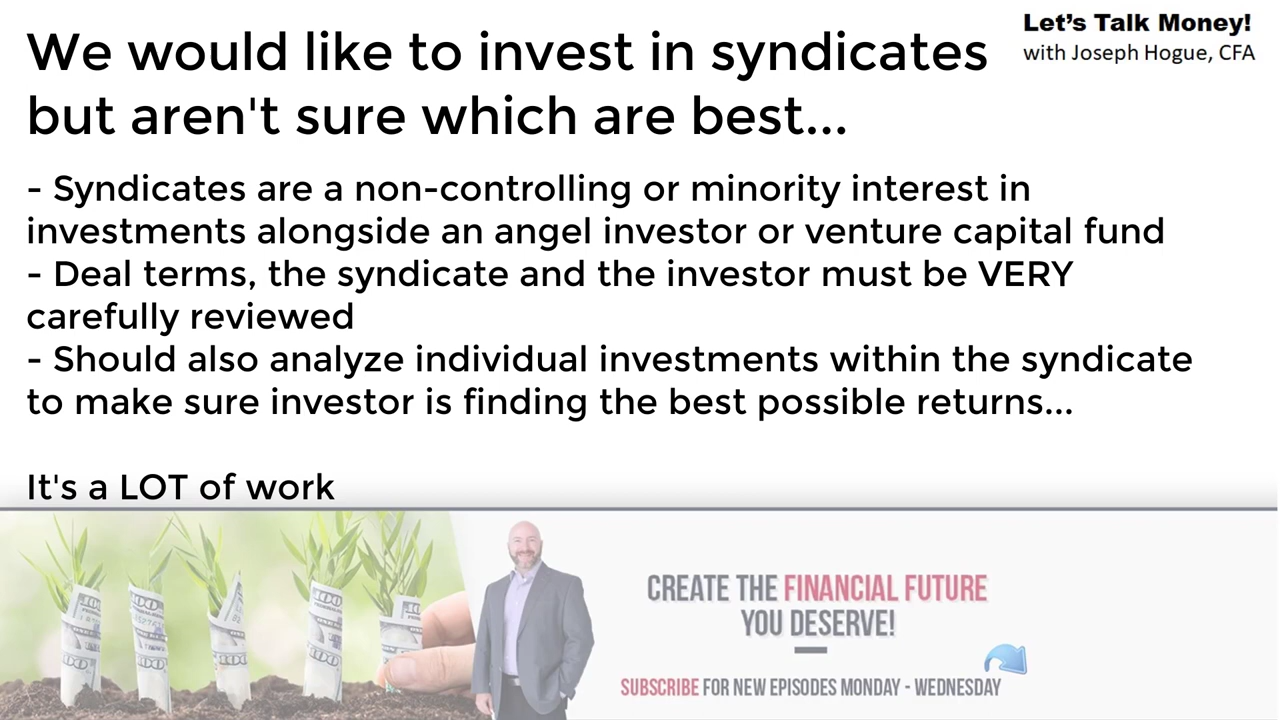 We would like to invest in syndicates
but aren't sure which are best...
Let's Talk Money!
with Joseph Hogue, CFA
- Syndicates are a non-controlling or minority interest in
investments alongside an angel investor or venture capital fund
- Deal terms, the syndicate and the investor must be VERY
carefully reviewed
- Should also analyze individual investments within the syndicate
to make sure investor is finding the best possible returns...
It's a LOT of work
CREATE THE FINANCIAL FUTURE
YOU DESERVE!
SUBSCRIBE FOR NEW EPISODES MONDAY - WEDNESDAY